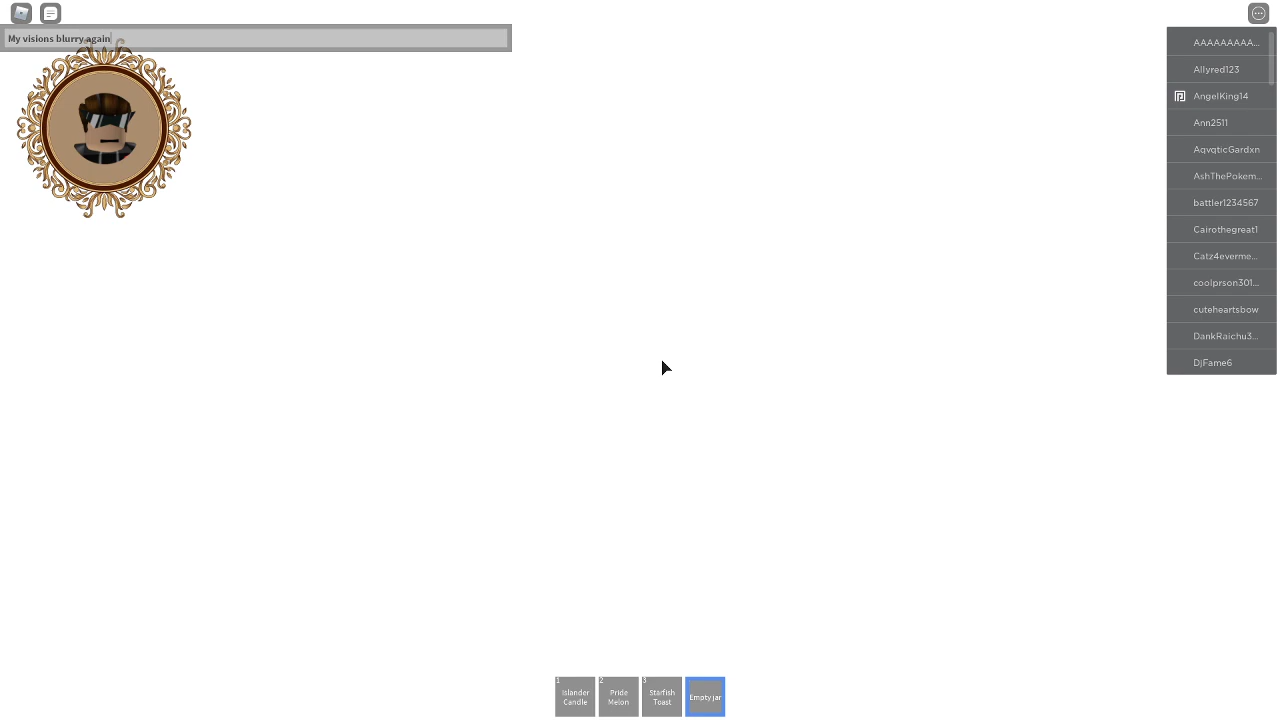 My visions blurry again
AAAAAAAAA...
Allyred123
AngelKing14
Ann2511
AqvqticGardxn
AshThePokem...
battler1234567
Cairothegreat1
Catz4everme...
coolprson301...
cuteheartsbow
DankRaichu3...
DjFame6
1
Islander
Candle
2
Pride
Melon
3
Starfish
Toast
Empty jar